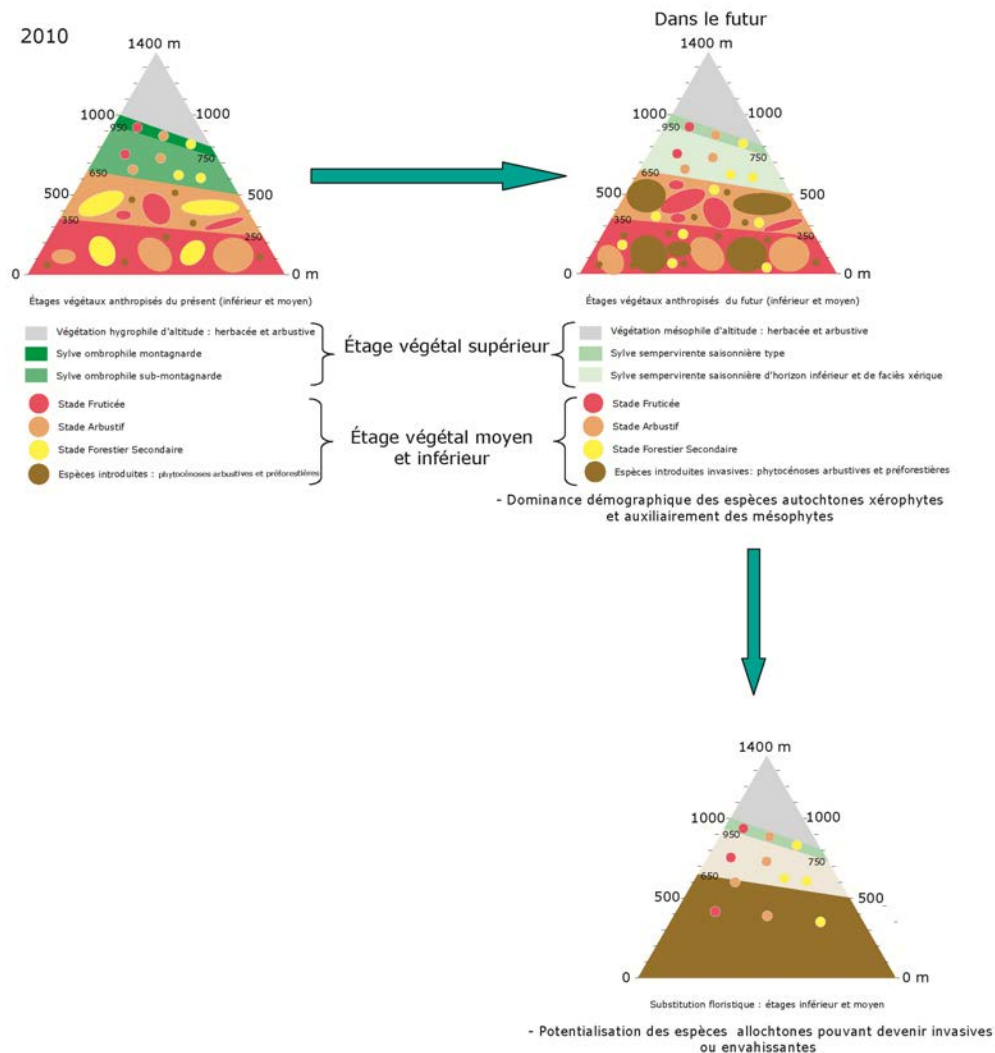 2010
1400 m
1000
1000
950
750
650
500
500
350
250
0
0 m
Étages végétaux anthropisés du présent (inférieur et moyen)
Dans le futur
1400 m
1000
1000
950
750
650
500
500
350
250
0
0 m
Étages végétaux anthropisés du futur (inférieur et moyen)
Végétation hygrophile d'altitude : herbacée et arbustive
Sylve ombrophile montagnarde
Sylve ombrophile sub-montagnarde
Étage végétal supérieur
Végétation mésophile d'altitude : herbacée et arbustive
Sylve sempervirente saisonnière type
Sylve sempervirente saisonnière d'horizon inférieur et de faciès xérique
Stade Fruticée
Stade Arbustif
Stade Forestier Secondaire
Espèces introduites : phytocénoses arbustives et préforestières
Étage végétal moyen
et inférieur
Stade Fruticée
Stade Arbustif
Stade Forestier Secondaire
Espèces introduites invasives: phytocénoses arbustives et préforestières
- Dominance démographique des espèces autochtones xérophytes
et auxiliairement des mésophytes
1400 m
1000
1000
950
750
650
500
500
0
0 m
Substitution floristique : étages inférieur et moyen
- Potentialisation des espèces allochtones pouvant devenir invasives
ou envahissantes